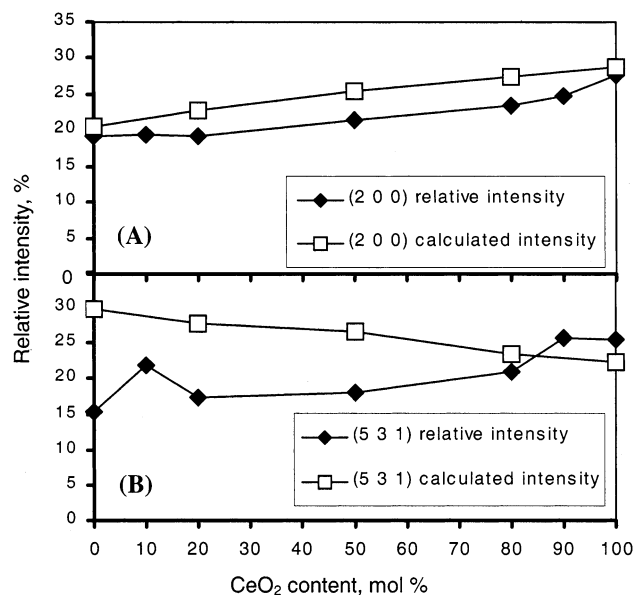 35
30
25
20
15
10
5
0
(A)
(2 0 0) relative intensity
(2 0 0) calculated intensity
Relative intensity, %
30
25
20
15
10
5
0
(B)
(5 3 1) relative intensity
(5 3 1) calculated intensity
0 10 20 30 40 50 60 70 80 90 100
CeO2 content, mol %